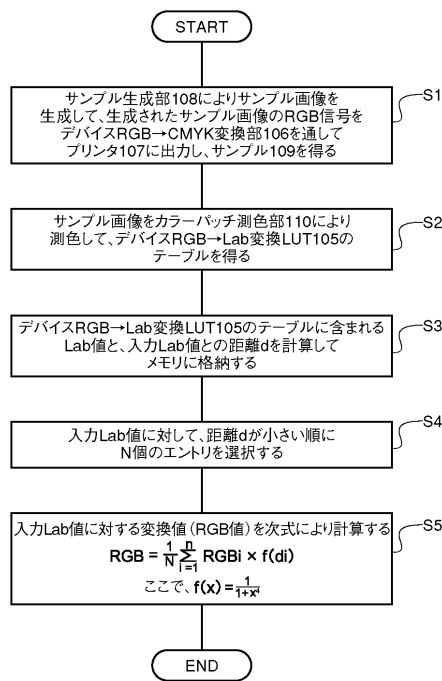 START
S1
サンプル生成部108によりサンプル画像を
生成して、生成されたサンプル画像のRGB信号を
デバイスRGB→CMYK変換部106を通して
プリンタ107に出力し、サンプル109を得る
S2
サンプル画像をカラーパッチ測色部110により
測色して、デバイスRGB→Lab変換LUT105の
テーブルを得る
S3
デバイスRGB→Lab変換LUT105のテーブルに含まれる
Lab値と、入力Lab値との距離dを計算して
メモリに格納する
S4
入力Lab値に対して、距離dが小さい順に
N個のエントリを選択する
S5
入力Lab値に対する変換値（RGB値）を次式により計算する
RGB = 1/N Σ i=1 n RGBi × f(di)
ここで、f(x) = 1/1+x⁴
END